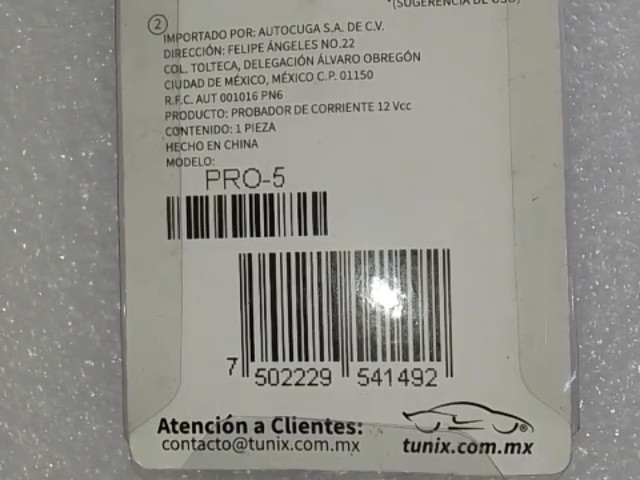 *(SUGERENCIA DE USO)
2
IMPORTADO POR: AUTOCUGA S.A. DE C.V.
DIRECCIÓN: FELIPE ÁNGELES NO.22
COL. TOLTECA, DELEGACIÓN ÁLVARO OBREGÓN
CIUDAD DE MÉXICO, MÉXICO C.P. 01150
R.F.C. AUT 001016 PN6
PRODUCTO: PROBADOR DE CORRIENTE 12 Vcc
CONTENIDO: 1 PIEZA
HECHO EN CHINA
MODELO:
PRO-5
7 502229 541492
Atención a Clientes:
contacto@tunix.com.mx
®
tunix.com.mx